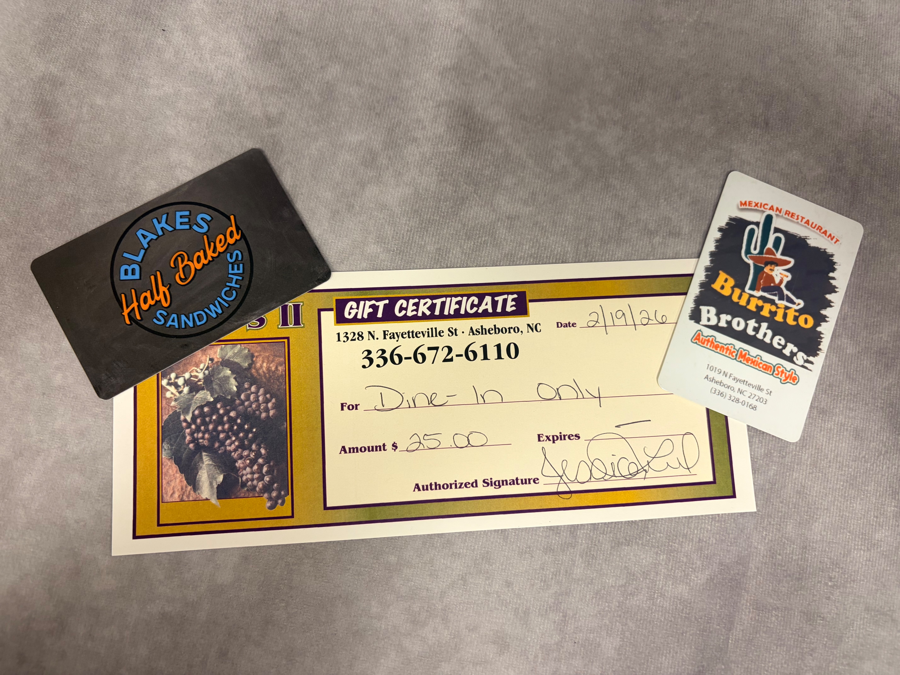 BLAKES
Half Baked
SANDWICHES
II
GIFT CERTIFICATE
1328 N. Fayetteville St · Asheboro, NC
336-672-6110
Date 2/19/26
For Dine-In Only
Amount $ 25.00
Expires —
Authorized Signature
MEXICAN RESTAURANT
Burrito
Brothers
Authentic Mexican Style
1019 N Fayetteville St
Asheboro, NC 27203
(336) 328-0168